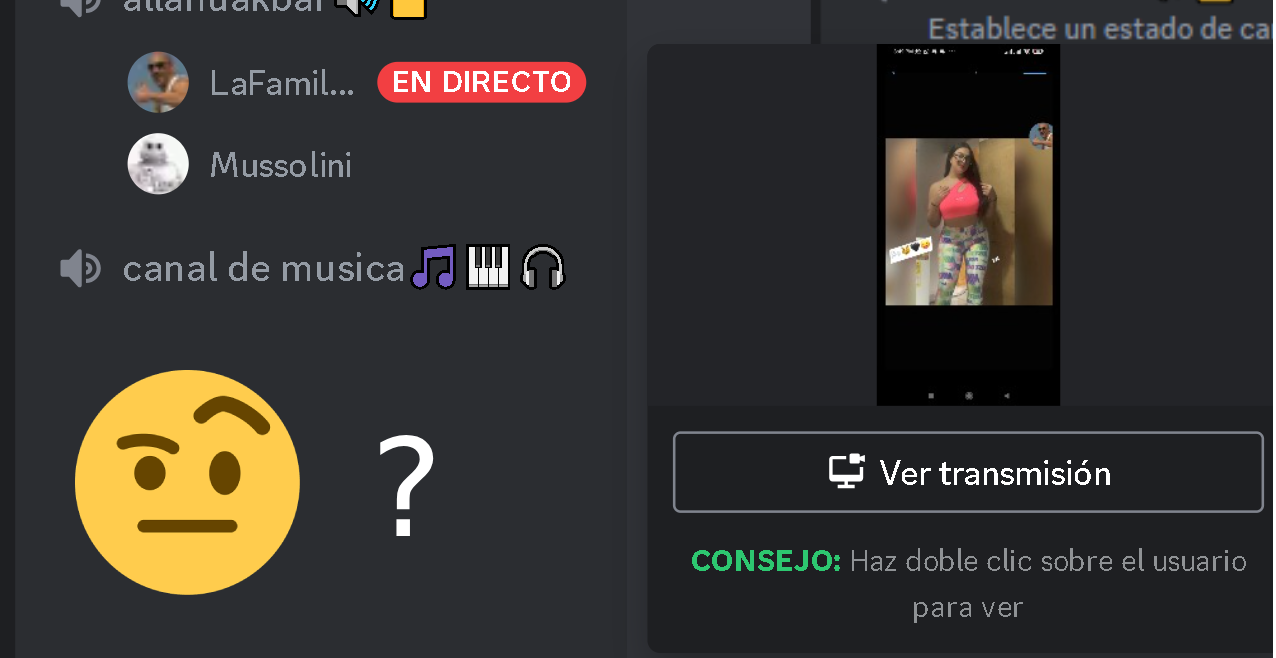 allahuakbar
Establece un estado de ca
LaFamil... EN DIRECTO
Mussolini
canal de musica
?
Ver transmisión
CONSEJO: Haz doble clic sobre el usuario
para ver